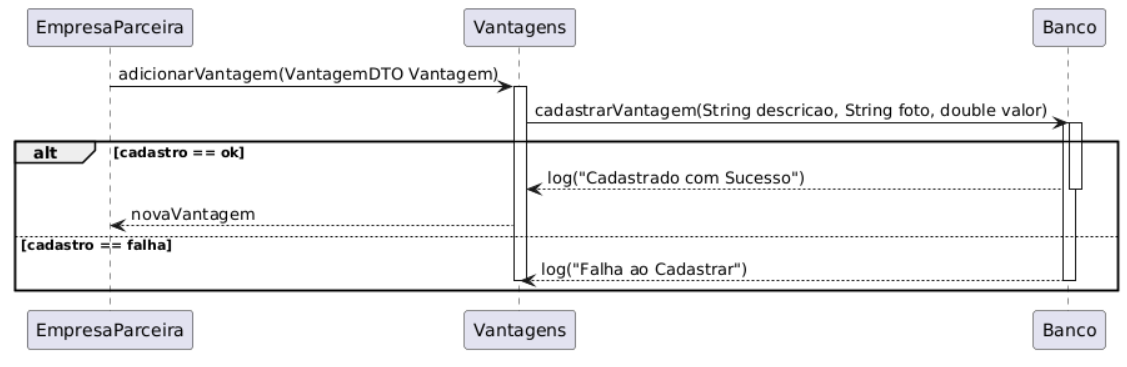 EmpresaParceira Vantagens Banco
adicionarVantagem(VantagemDTO Vantagem)
cadastrarVantagem(String descricao, String foto, double valor)
alt [cadastro == ok]
log("Cadastrado com Sucesso")
novaVantagem
[cadastro == falha]
log("Falha ao Cadastrar")
EmpresaParceira Vantagens Banco